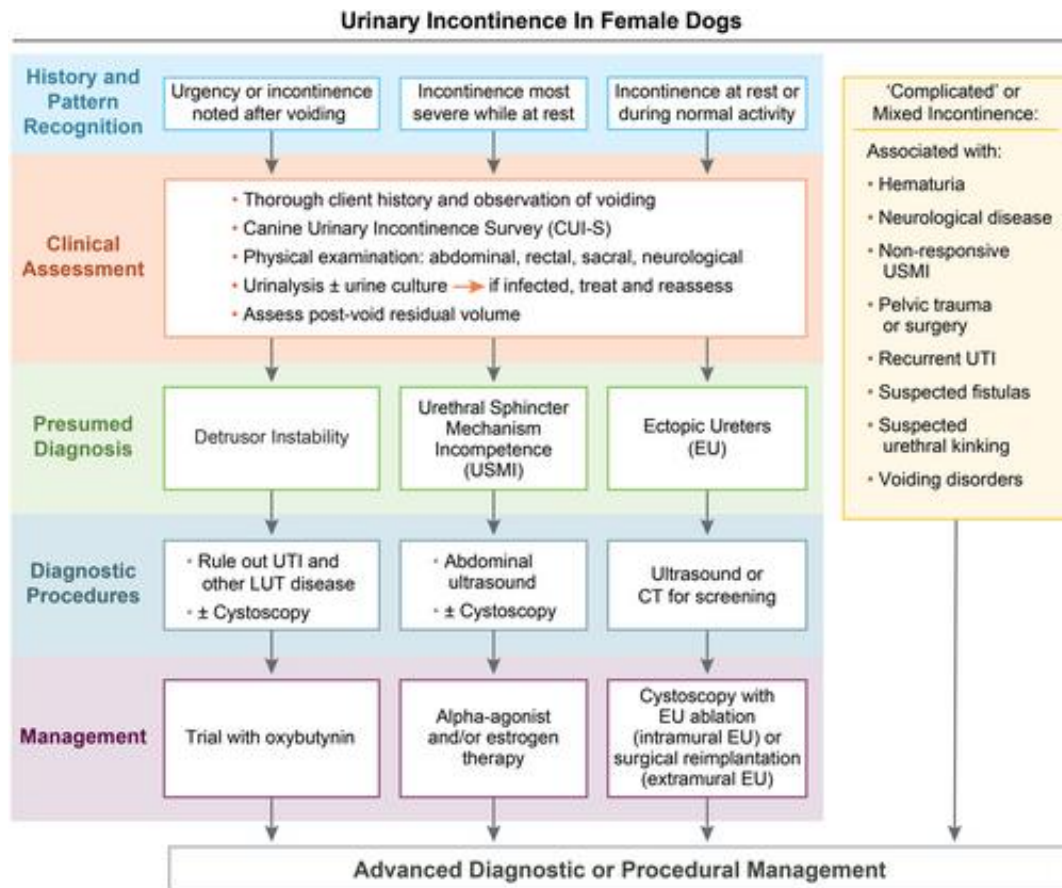 Urinary Incontinence In Female Dogs
History and
Pattern
Recognition
Urgency or incontinence
noted after voiding
Incontinence most
severe while at rest
Incontinence at rest or
during normal activity
Clinical
Assessment
• Thorough client history and observation of voiding
• Canine Urinary Incontinence Survey (CUI-S)
• Physical examination: abdominal, rectal, sacral, neurological
• Urinalysis ± urine culture → if infected, treat and reassess
• Assess post-void residual volume
Presumed
Diagnosis
Detrusor Instability
Urethral Sphincter
Mechanism
Incompetence
(USMI)
Ectopic Ureters
(EU)
Diagnostic
Procedures
• Rule out UTI and
other LUT disease
• ± Cystoscopy
• Abdominal
ultrasound
• ± Cystoscopy
Ultrasound or
CT for screening
Management
Trial with oxybutynin
Alpha-agonist
and/or estrogen
therapy
Cystoscopy with
EU ablation
(intramural EU) or
surgical reimplantation
(extramural EU)
'Complicated' or
Mixed Incontinence:
Associated with:
• Hematuria
• Neurological disease
• Non-responsive
USMI
• Pelvic trauma
or surgery
• Recurrent UTI
• Suspected fistulas
• Suspected
urethral kinking
• Voiding disorders
Advanced Diagnostic or Procedural Management